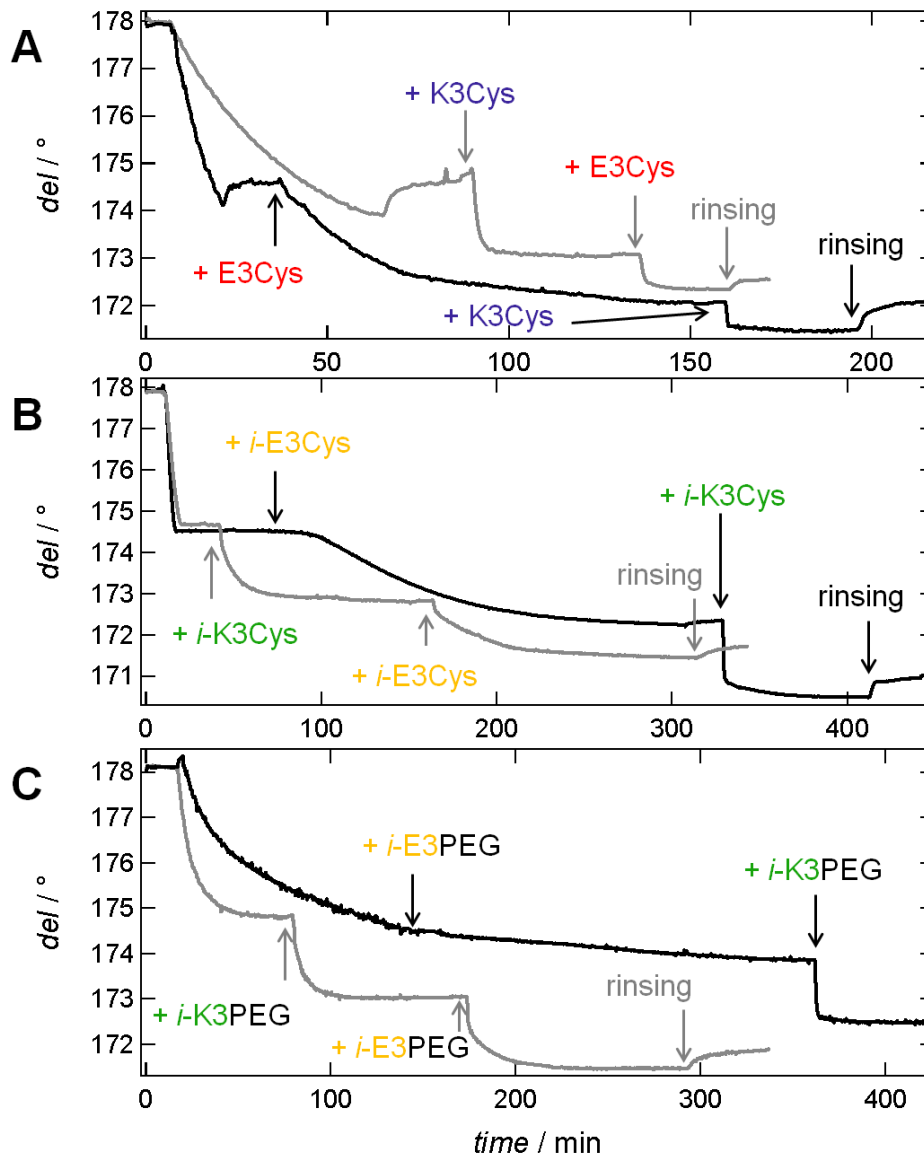 A
del / °
178
177
176
175
174
173
172
+ K3Cys
+ E3Cys
rinsing
rinsing
+ E3Cys
+ K3Cys
0
50
100
150
200
B
del / °
178
177
175
173
172
171
+ i-E3Cys
+ i-K3Cys
rinsing
rinsing
+ i-K3Cys
+ i-E3Cys
0
100
200
300
400
C
del / °
178
177
176
175
174
173
172
+ i-E3PEG
+ i-K3PEG
rinsing
+ i-K3PEG
+ i-E3PEG
0
100
200
300
400
time / min